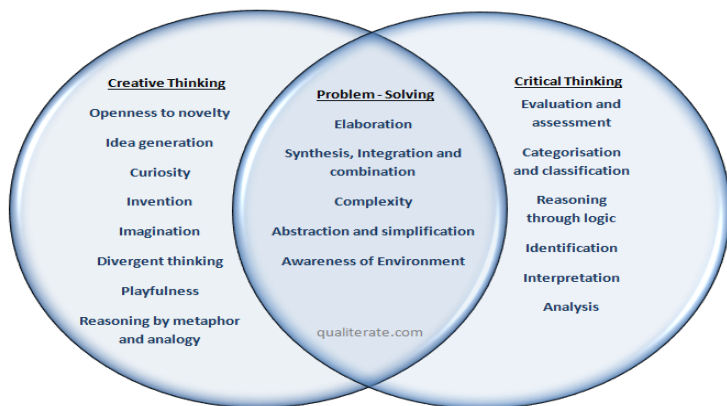 Creative Thinking
Openness to novelty
Idea generation
Curiosity
Invention
Imagination
Divergent thinking
Playfulness
Reasoning by metaphor
and analogy
Problem - Solving
Elaboration
Synthesis, Integration and
combination
Complexity
Abstraction and simplification
Awareness of Environment
qualiterate.com
Critical Thinking
Evaluation and
assessment
Categorisation
and classification
Reasoning
through logic
Identification
Interpretation
Analysis